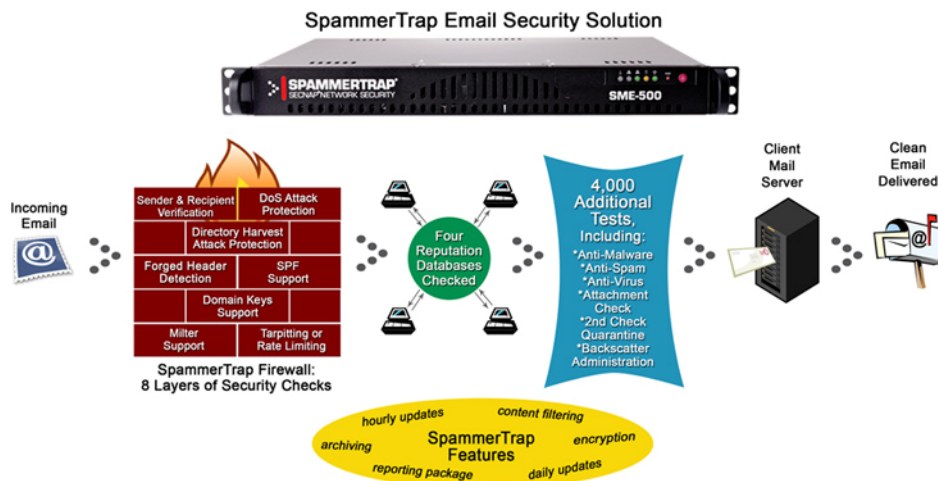 SpammerTrap Email Security Solution
SPAMMERTRAP®
SECNAP® NETWORK SECURITY
SME-500
Incoming
Email
Sender & Recipient
Verification
DoS Attack
Protection
Directory Harvest
Attack Protection
Forged Header
Detection
SPF
Support
Domain Keys
Support
Milter
Support
Tarpitting or
Rate Limiting
SpammerTrap Firewall:
8 Layers of Security Checks
Four
Reputation
Databases
Checked
4,000
Additional
Tests,
Including:
*Anti-Malware
*Anti-Spam
*Anti-Virus
*Attachment
Check
*2nd Check
Quarantine
*Backscatter
Administration
Client
Mail
Server
Clean
Email
Delivered
hourly updates
content filtering
archiving
SpammerTrap
Features
encryption
reporting package
daily updates